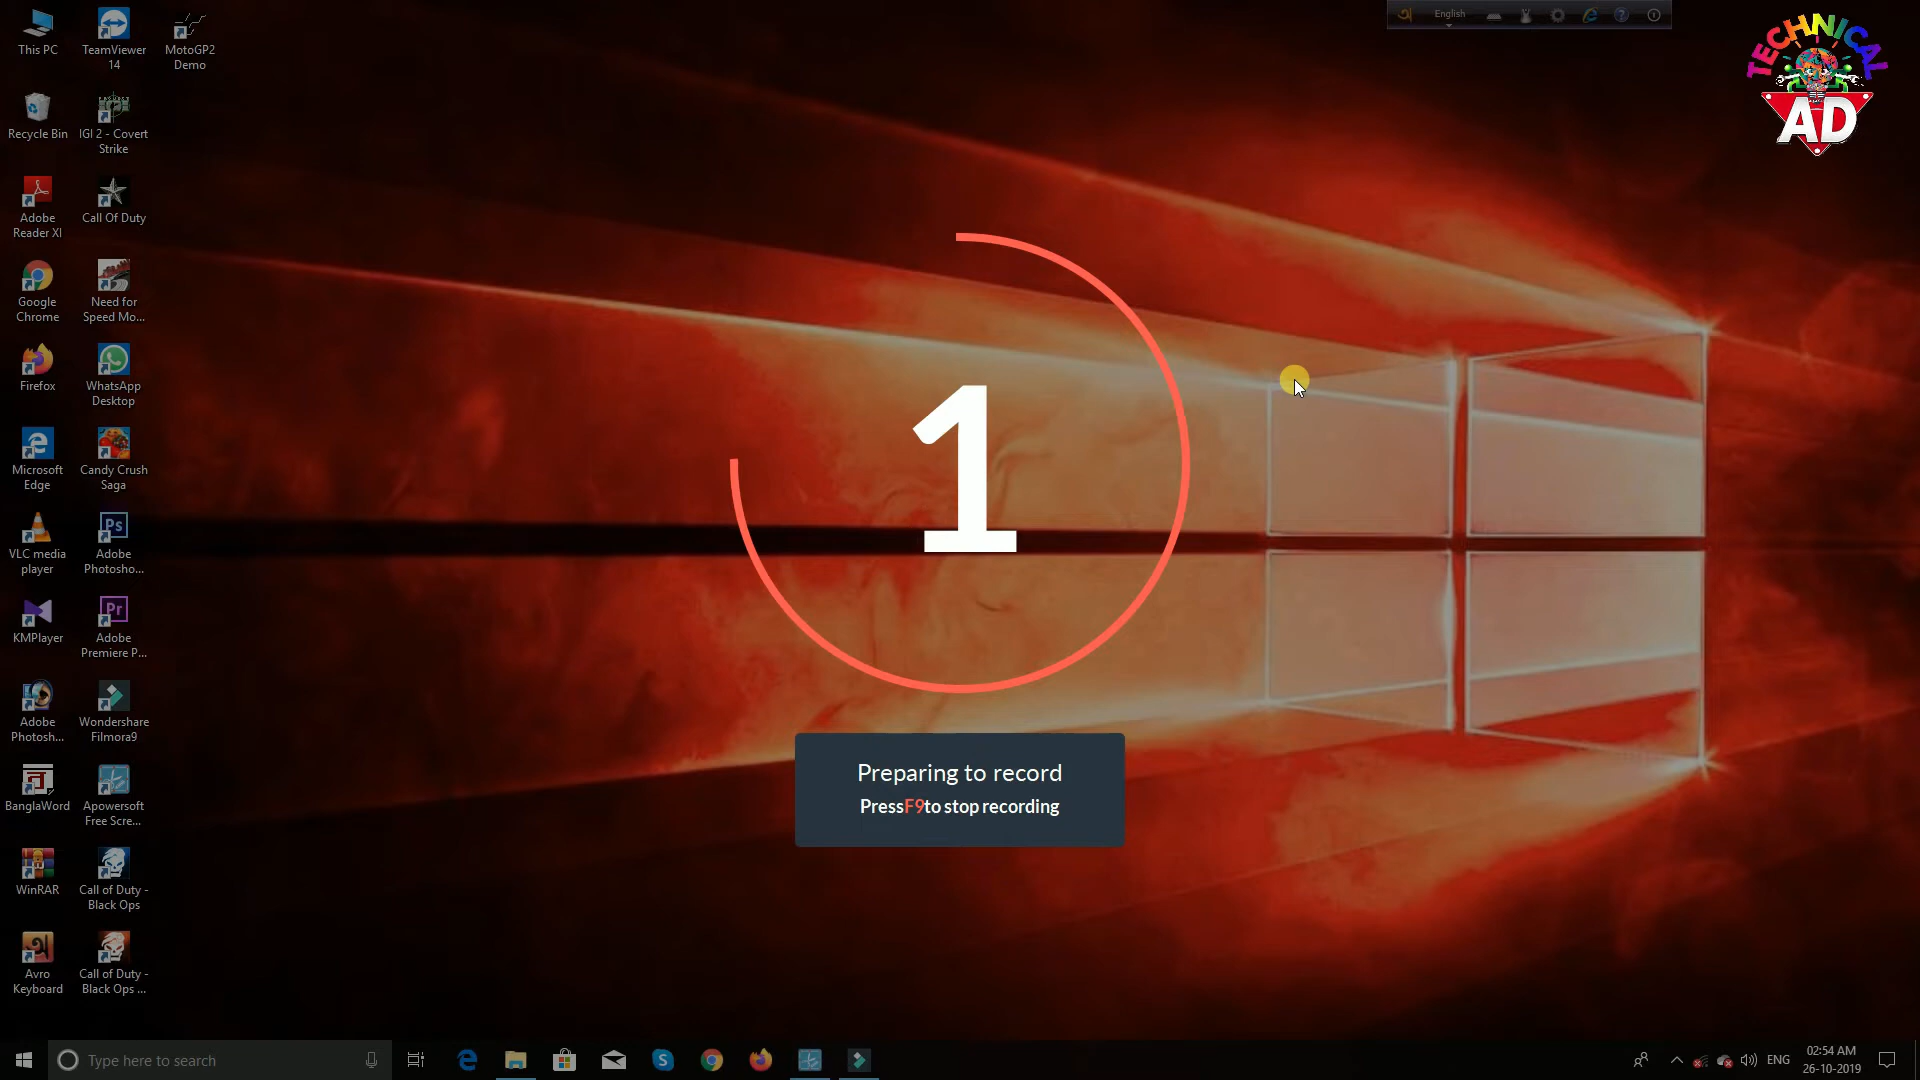 This PC
TeamViewer
14
MotoGP2
Demo
English
TECHNICAL
AD
Recycle Bin
IGI 2 - Covert
Strike
Adobe
Reader XI
Call Of Duty
Google
Chrome
Need for
Speed Mo...
Firefox
WhatsApp
Desktop
Microsoft
Edge
Candy Crush
Saga
VLC media
player
Ps
Adobe
Photosho...
KMPlayer
Pr
Adobe
Premiere P...
Adobe
Photosh...
Wondershare
Filmora9
BanglaWord
Apowersoft
Free Scre...
WinRAR
Call of Duty -
Black Ops
Avro
Keyboard
Call of Duty -
Black Ops ...
1
Preparing to record
PressF9to stop recording
Type here to search
ENG
02:54 AM
26-10-2019